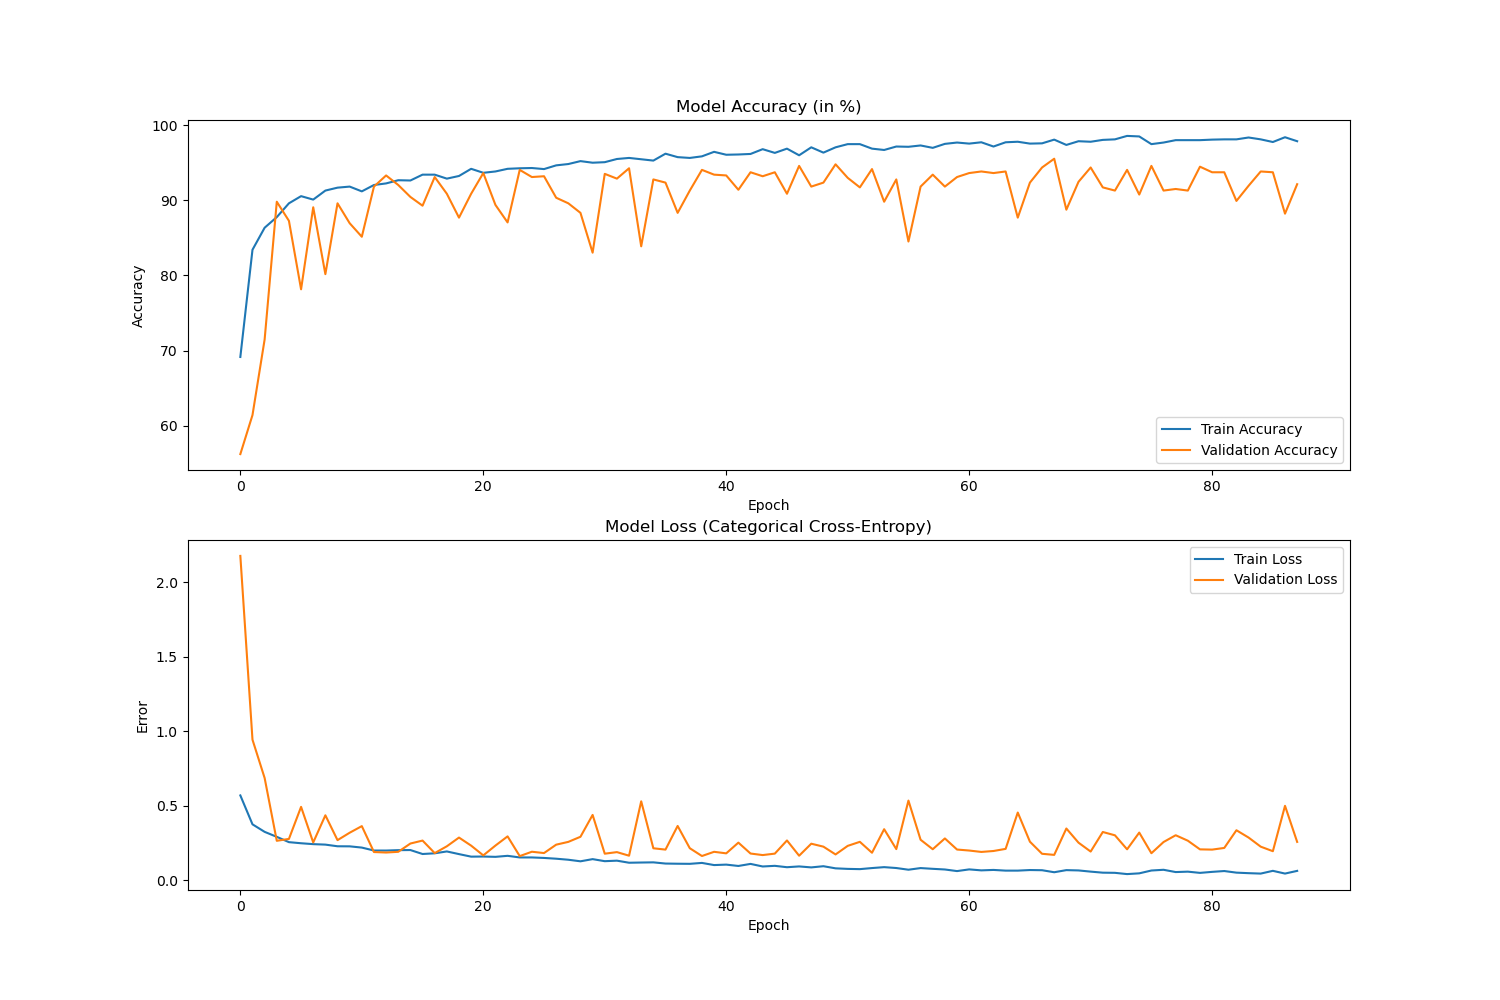 Model Accuracy (in %)
100
90
80
70
60
Accuracy
Train Accuracy
Validation Accuracy
0 20 40 60 80
Epoch
Model Loss (Categorical Cross-Entropy)
Train Loss
Validation Loss
2.0
1.5
1.0
0.5
0.0
Error
0 20 40 60 80
Epoch